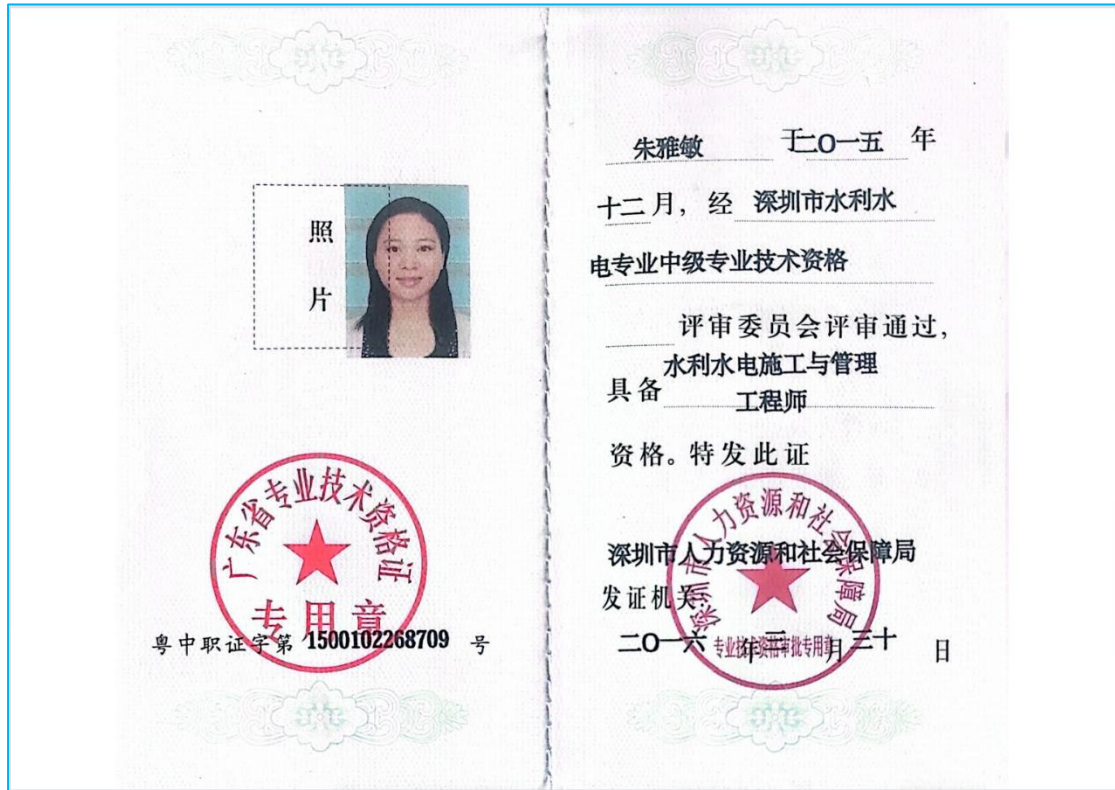 照
片
广东省专业技术资格证
专用章
粤中职证字第 1500102268709 号
朱雅敏 于二O一五 年
十二月，经 深圳市水利水
电专业中级专业技术资格
评审委员会评审通过，
具备 水利水电施工与管理
工程师
资格。特发此证
深圳市人力资源和社会保障局
发证机关：
二O一六 年 三 月 三十 日
深圳市人力资源和社会保障局
专业技术资格审批专用章